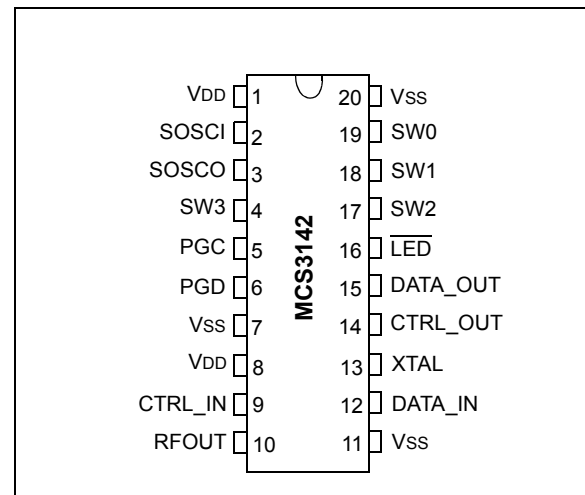 VDD 1 20 VSS
SOSCI 2 19 SW0
SOSCO 3 18 SW1
SW3 4 17 SW2
PGC 5 16 LED
PGD 6 15 DATA_OUT
VSS 7 14 CTRL_OUT
VDD 8 13 XTAL
CTRL_IN 9 12 DATA_IN
RFOUT 10 11 VSS
MCS3142